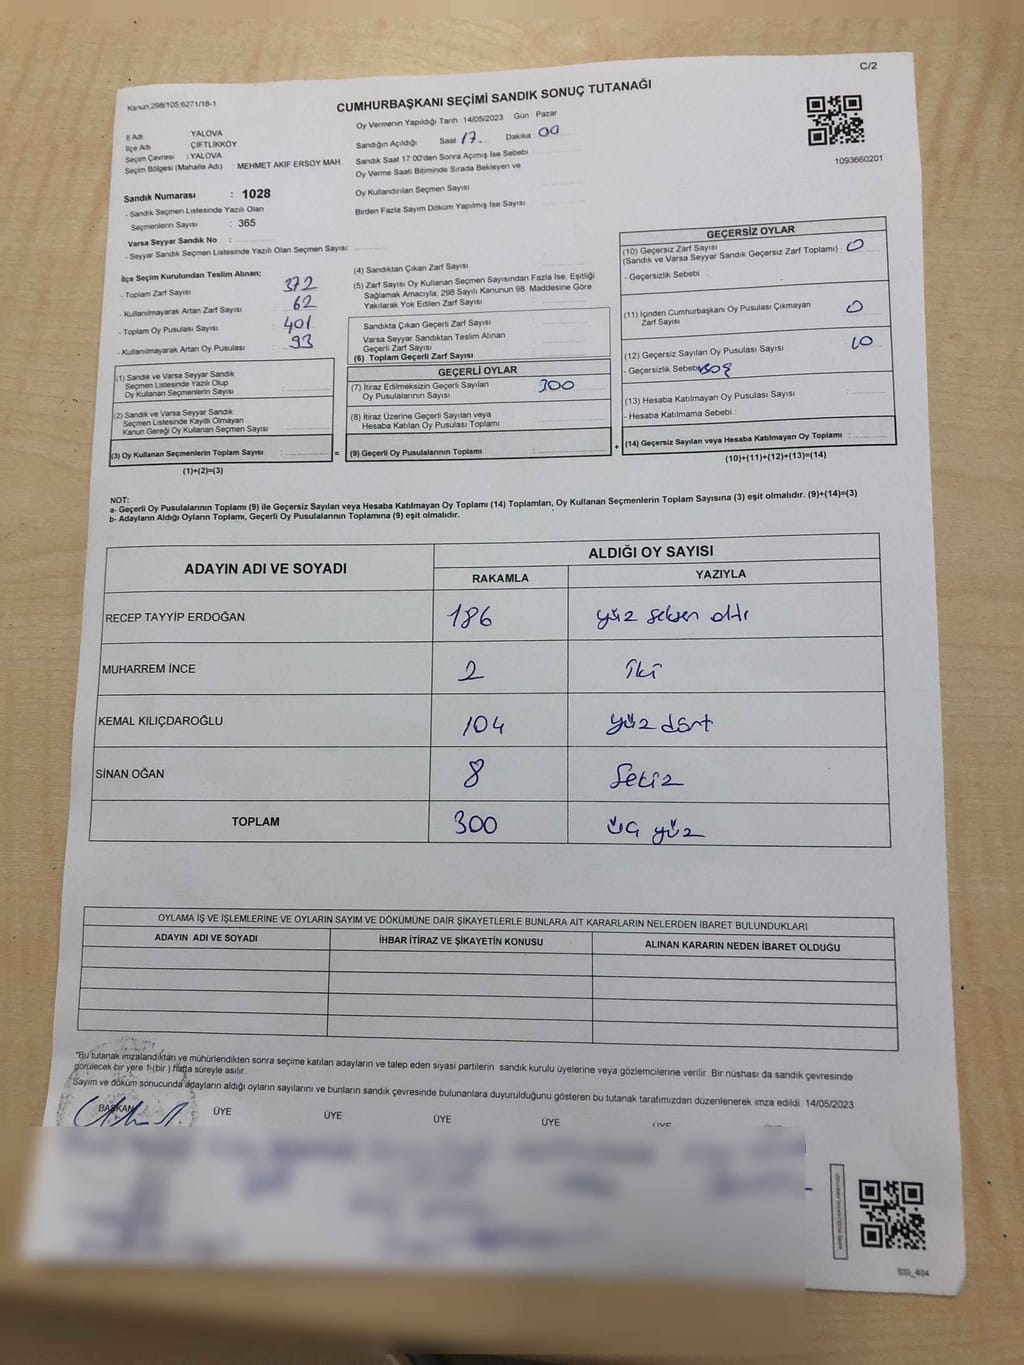 C/2
Kanun,298/105;6271/18-1
CUMHURBAŞKANI SEÇİMİ SANDIK SONUÇ TUTANAĞI
İl Adı : YALOVA
İlçe Adı : ÇİFTLİKKÖY
Seçim Çevresi : YALOVA
Seçim Bölgesi (Mahalle Adı) : MEHMET AKİF ERSOY MAH.
Sandık Numarası : 1028
- Sandık Seçmen Listesinde Yazılı Olan
Seçmenlerin Sayısı : 365
Varsa Seyyar Sandık No :
- Seyyar Sandık Seçmen Listesinde Yazılı Olan Seçmen Sayısı:
Oy Vermenin Yapıldığı Tarih : 14/05/2023 Gün : Pazar
Sandığın Açıldığı Saat 17. Dakika 00
Sandık Saat 17:00'den Sonra Açımış İse Sebebi
Oy Verme Saati Bitiminde Sırada Bekleyen ve
Oy Kullandırılan Seçmen Sayısı
Birden Fazla Sayım Döküm Yapılmış İse Sayısı
1093660201
İlçe Seçim Kurulundan Teslim Alınan;
- Toplam Zarf Sayısı : 372
- Kullanılmayarak Artan Zarf Sayısı : 62
- Toplam Oy Pusulası Sayısı : 401
- Kullanılmayarak Artan Oy Pusulası : 93
(4) Sandıktan Çıkan Zarf Sayısı
(5) Zarf Sayısı Oy Kullanan Seçmen Sayısından Fazla İse, Eşitliği
Sağlamak Amacıyla; 298 Sayılı Kanunun 98. Maddesine Göre
Yakılarak Yok Edilen Zarf Sayısı
Sandıkta Çıkan Geçerli Zarf Sayısı
Varsa Seyyar Sandıktan Teslim Alınan
Geçerli Zarf Sayısı
(6) Toplam Geçerli Zarf Sayısı
GEÇERSİZ OYLAR
(10) Geçersiz Zarf Sayısı
(Sandık ve Varsa Seyyar Sandık Geçersiz Zarf Toplamı) : 0
- Geçersizlik Sebebi
(11) İçinden Cumhurbaşkanı Oy Pusulası Çıkmayan
Zarf Sayısı 0
(12) Geçersiz Sayılan Oy Pusulası Sayısı 10
- Geçersizlik Sebebi
(13) Hesaba Katılmayan Oy Pusulası Sayısı
- Hesaba Katılmama Sebebi :
(14) Geçersiz Sayılan veya Hesaba Katılmayan Oy Toplamı :
(10)+(11)+(12)+(13)=(14)
(1) Sandık ve Varsa Seyyar Sandık
Seçmen Listesinde Yazılı Olup
Oy Kullanan Seçmenlerin Sayısı
(2) Sandık ve Varsa Seyyar Sandık
Seçmen Listesinde Kayıtlı Olmayan
Kanun Gereği Oy Kullanan Seçmen Sayısı :
(3) Oy Kullanan Seçmenlerin Toplam Sayısı :
(1)+(2)=(3)
=
GEÇERLİ OYLAR
(7) İtiraz Edilmeksizin Geçerli Sayılan
Oy Pusulalarının Sayısı 300
(8) İtiraz Üzerine Geçerli Sayılan veya
Hesaba Katılan Oy Pusulası Toplamı
(9) Geçerli Oy Pusulalarının Toplamı :
+
NOT:
a- Geçerli Oy Pusulalarının Toplamı (9) ile Geçersiz Sayılan veya Hesaba Katılmayan Oy Toplamı (14) Toplamları, Oy Kullanan Seçmenlerin Toplam Sayısına (3) eşit olmalıdır. (9)+(14)=(3)
b- Adayların Aldığı Oyların Toplamı, Geçerli Oy Pusulalarının Toplamına (9) eşit olmalıdır.
ADAYIN ADI VE SOYADI
ALDIĞI OY SAYISI
RAKAMLA YAZIYLA
RECEP TAYYİP ERDOĞAN 186 yüz seksen altı
MUHARREM İNCE 2 iki
KEMAL KILIÇDAROĞLU 104 yüz dört
SİNAN OĞAN 8 Sekiz
TOPLAM 300 üç yüz
OYLAMA İŞ VE İŞLEMLERİNE VE OYLARIN SAYIM VE DÖKÜMÜNE DAİR ŞİKAYETLERLE BUNLARA AİT KARARLARIN NELERDEN İBARET BULUNDUKLARI
ADAYIN ADI VE SOYADI İHBAR İTİRAZ VE ŞİKAYETİN KONUSU ALINAN KARARIN NEDEN İBARET OLDUĞU
"Bu tutanak imzalandıktan ve mühürlendikten sonra seçime katılan adayların ve talep eden siyasi partilerin sandık kurulu üyelerine veya gözlemcilerine verilir. Bir nüshası da sandık çevresinde
görülecek bir yere 1 (bir) hafta süreyle asılır.
Sayım ve döküm sonucunda adayların aldığı oyların sayılarını ve bunların sandık çevresinde bulunanlara duyurulduğunu gösteren bu tutanak tarafımızdan düzenlenerek imza edildi. 14/05/2023
BAŞKAN ÜYE ÜYE ÜYE ÜYE ÜYE
SSİ_404